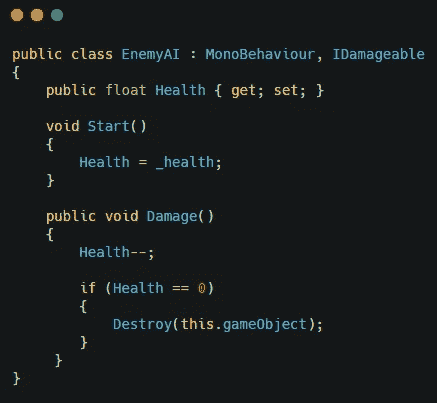 public class EnemyAI : MonoBehaviour, IDamageable
{
    public float Health { get; set; }

    void Start()
    {
        Health = _health;
    }

    public void Damage()
    {
        Health--;

        if (Health == 0)
        {
            Destroy(this.gameObject);
        }
     }
}